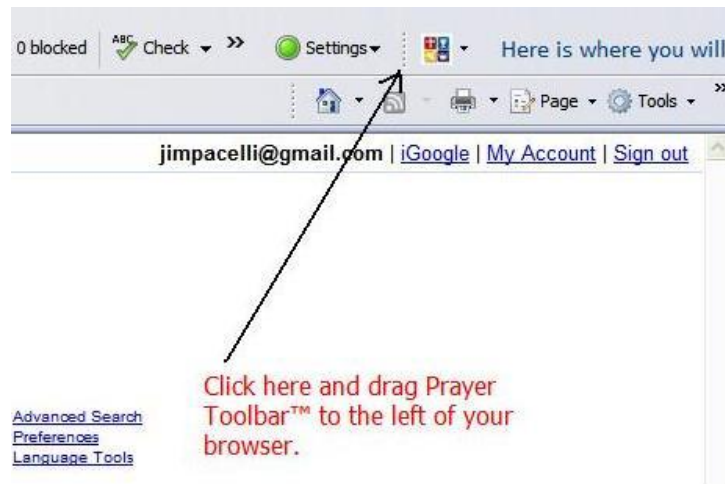 0 blocked ABC Check Settings Here is where you will
Page Tools
jimpacelli@gmail.com | iGoogle | My Account | Sign out
Click here and drag Prayer
Toolbar™ to the left of your
browser.
Advanced Search
Preferences
Language Tools